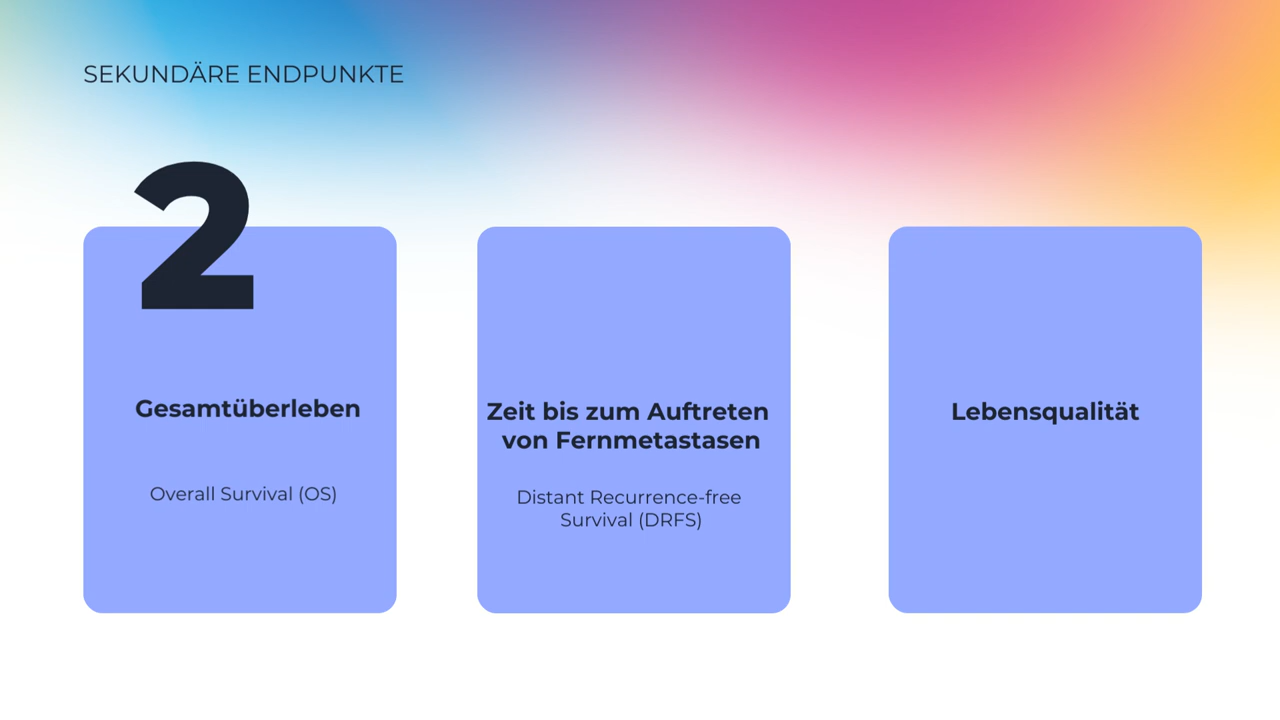 SEKUNDÄRE ENDPUNKTE
2
Gesamtüberleben
Overall Survival (OS)
Zeit bis zum Auftreten
von Fernmetastasen
Distant Recurrence-free
Survival (DRFS)
Lebensqualität